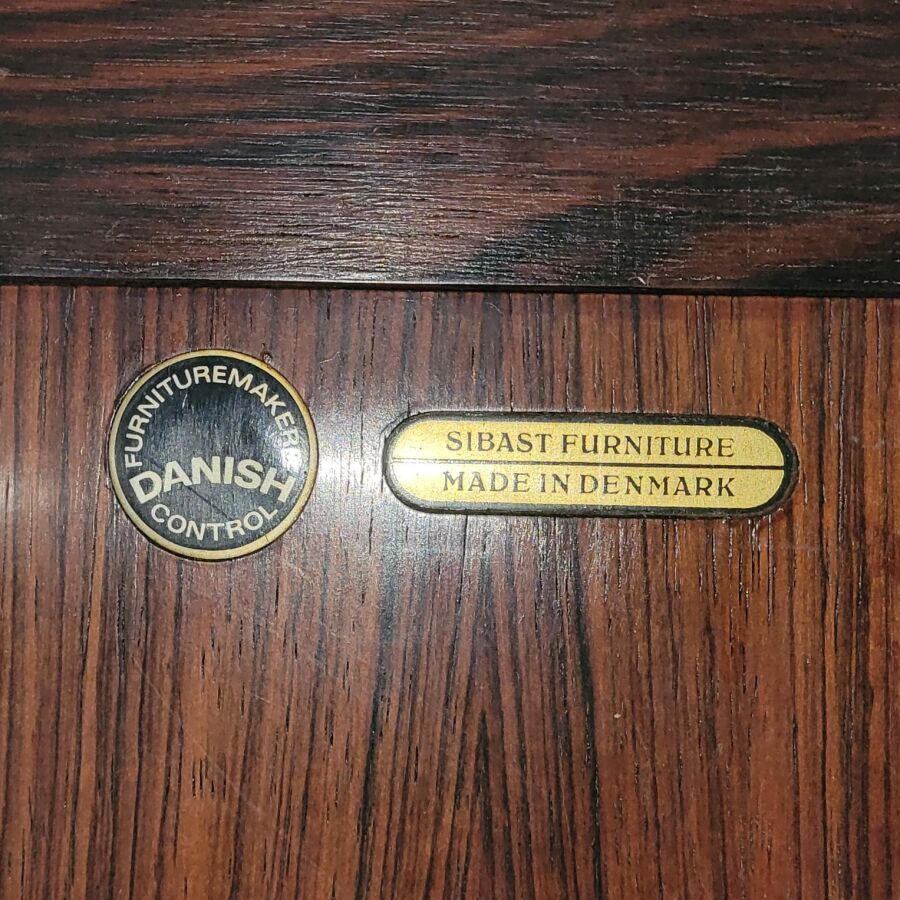 FURNITUREMAKERS
DANISH
CONTROL
SIBAST FURNITURE
MADE IN DENMARK